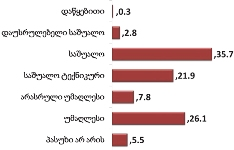 დაწყებითი ,0.3
დაუსრულებელი საშუალო ,2.8
საშუალო ,35.7
საშუალო ტექნიკური ,21.9
არასრული უმაღლესი ,7.8
უმაღლესი ,26.1
პასუხი არ არის ,5.5